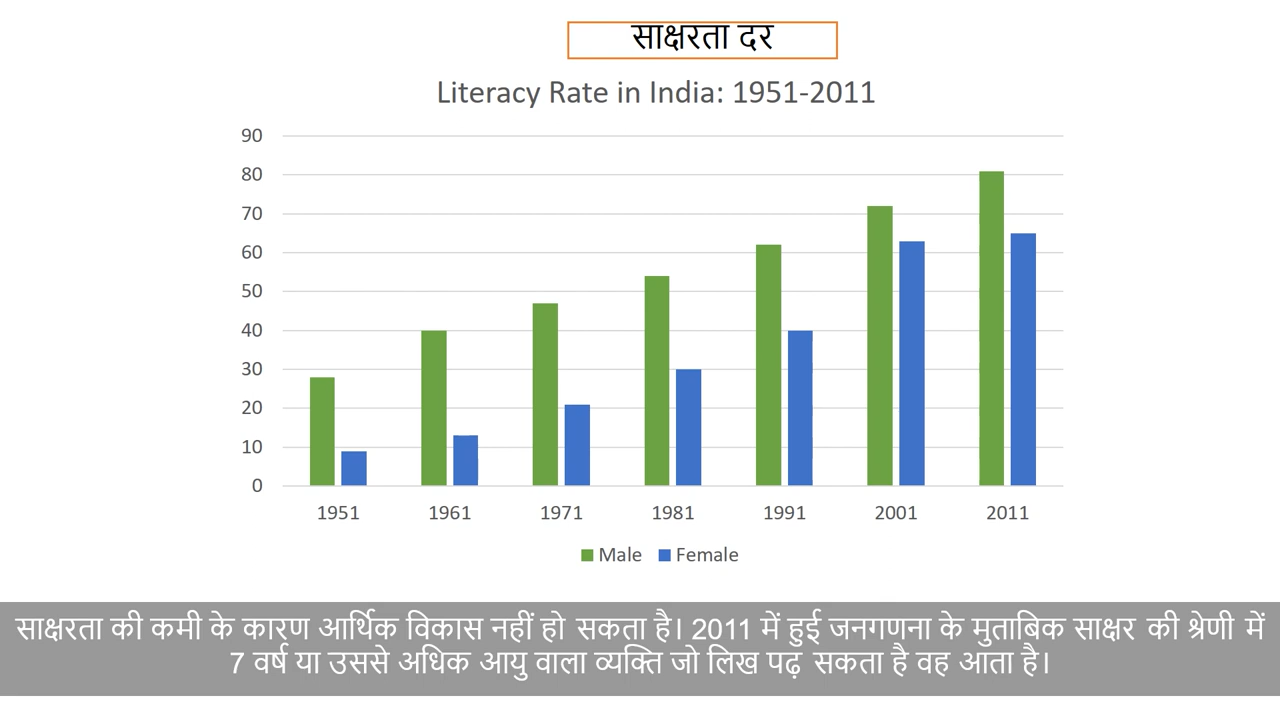 साक्षरता दर
Literacy Rate in India: 1951-2011
90
80
70
60
50
40
30
20
10
0
1951 1961 1971 1981 1991 2001 2011
Male Female
साक्षरता की कमी के कारण आर्थिक विकास नहीं हो सकता है। 2011 में हुई जनगणना के मुताबिक साक्षर की श्रेणी में
7 वर्ष या उससे अधिक आयु वाला व्यक्ति जो लिख पढ़ सकता है वह आता है।